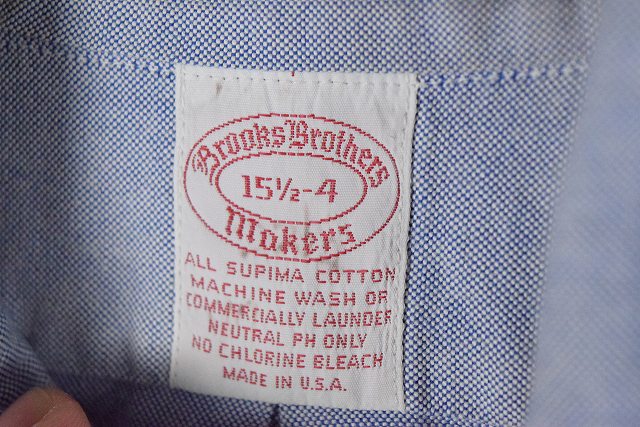 Brooks Brothers
15½-4
Makers
ALL SUPIMA COTTON
MACHINE WASH OR
COMMERCIALLY LAUNDER
NEUTRAL PH ONLY
NO CHLORINE BLEACH
MADE IN U.S.A.